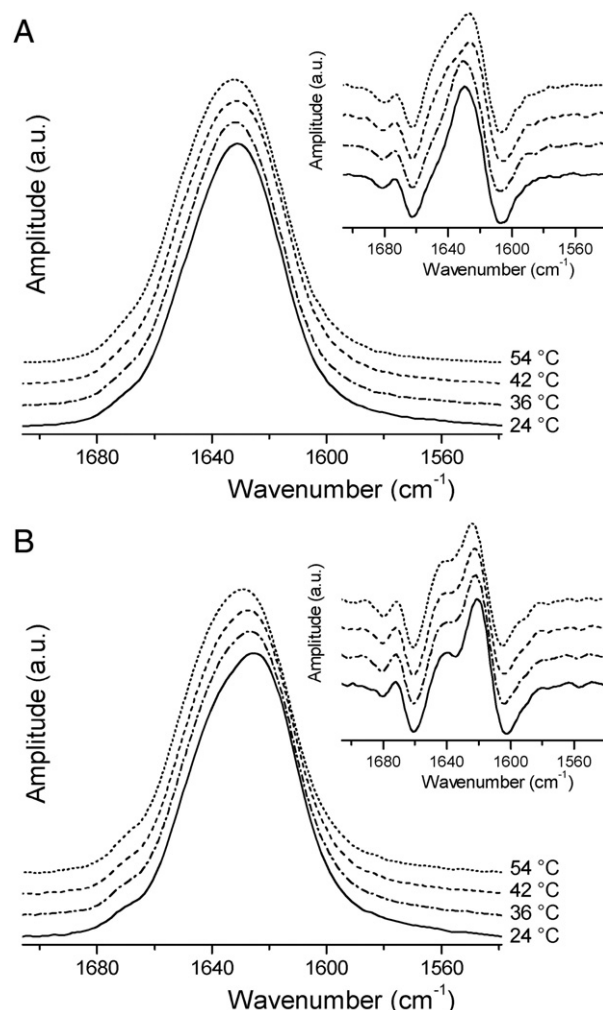 A
Amplitude (a.u.)
Amplitude (a.u.)
1680 1640 1600 1560
Wavenumber (cm-1)
54 °C
42 °C
36 °C
24 °C
1680 1640 1600 1560
Wavenumber (cm-1)
B
Amplitude (a.u.)
Amplitude (a.u.)
1680 1640 1600 1560
Wavenumber (cm-1)
54 °C
42 °C
36 °C
24 °C
1680 1640 1600 1560
Wavenumber (cm-1)